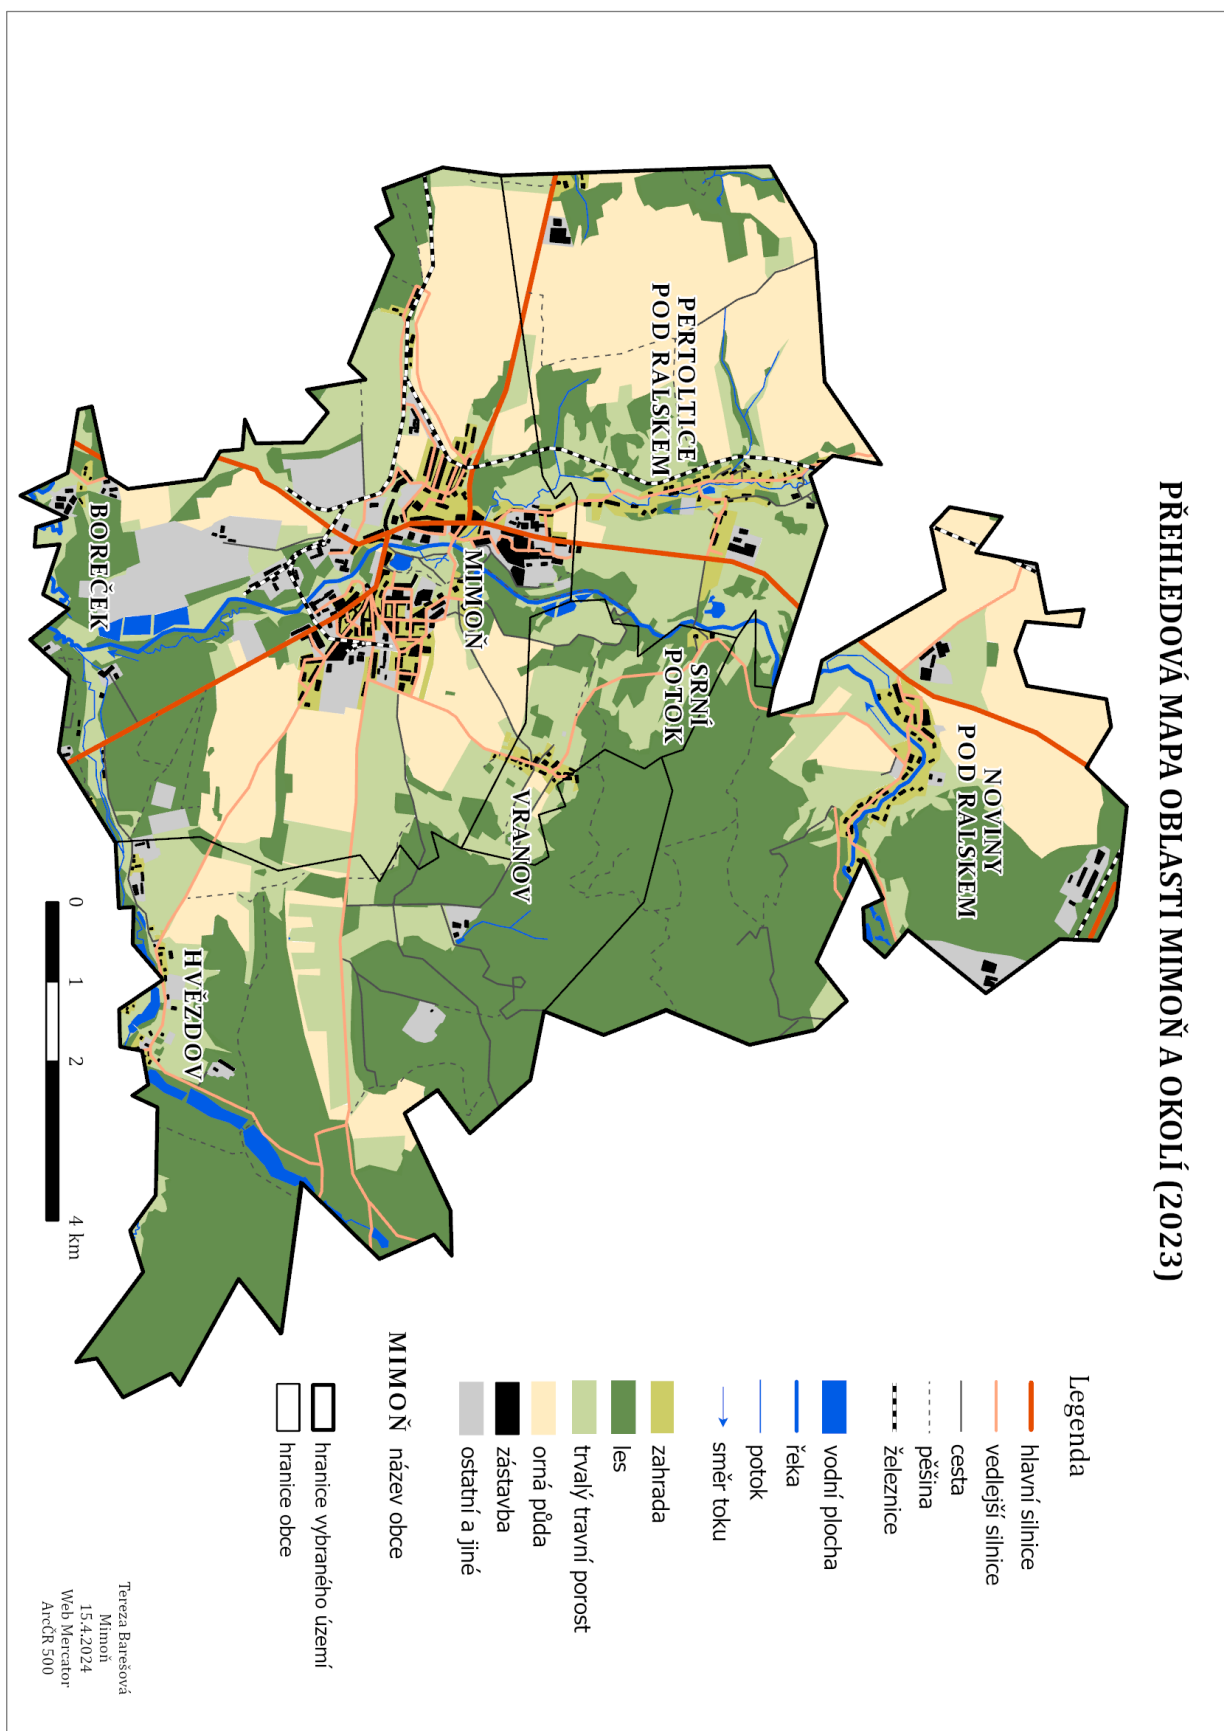 PŘEHLEDOVÁ MAPA OBLASTI MIMOŇ A OKOLÍ (2023)
NOVINY
POD RALSKEM
PERTOLTICE
POD RALSKEM
SRNÍ
POTOK
VRANOV
MIMOŇ
HVĚZDOV
BOREČEK
0
1
2
4 km
Legenda
hlavní silnice
vedlejší silnice
cesta
pěšina
železnice
vodní plocha
řeka
potok
směr toku
zahrada
les
trvalý travní porost
orná půda
zástavba
ostatní a jiné
MIMOŇ název obce
hranice vybraného území
hranice obce
Tereza Barešová
Mimoň
15.4.2024
Web Mercator
ArcČR 500